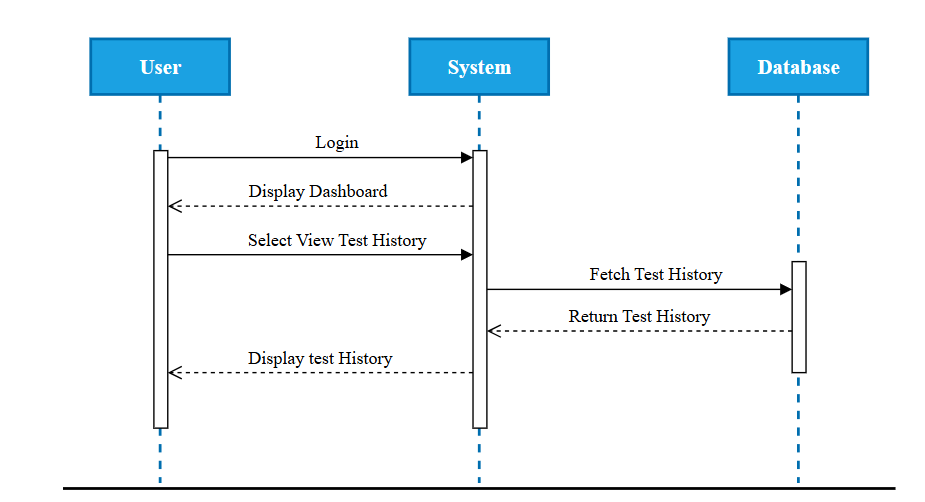 User
System
Database
Login
Display Dashboard
Select View Test History
Fetch Test History
Return Test History
Display test History